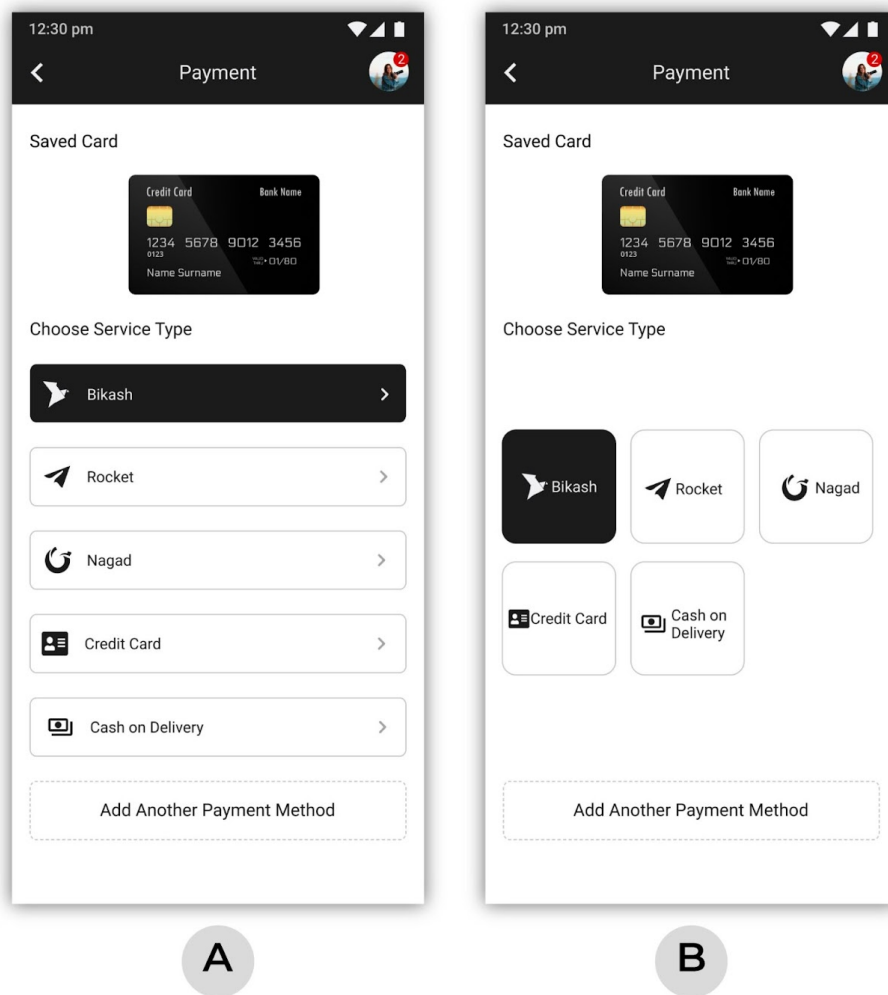 12:30 pm
Payment
2
Saved Card
Credit Card Bank Name
1234 5678 9012 3456
0123
01/80
Name Surname
Choose Service Type
Bikash
Rocket
Nagad
Credit Card
Cash on Delivery
Add Another Payment Method
A
12:30 pm
Payment
2
Saved Card
Credit Card Bank Name
1234 5678 9012 3456
0123
01/80
Name Surname
Choose Service Type
Bikash
Rocket
Nagad
Credit Card
Cash on
Delivery
Add Another Payment Method
B